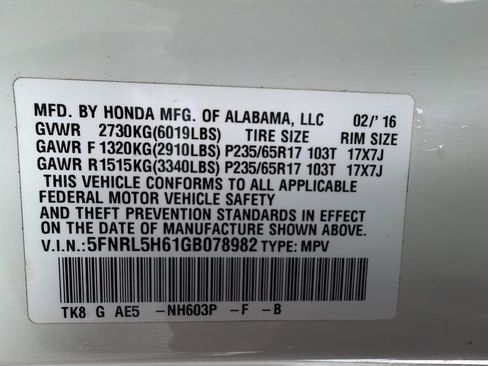 MFD. BY HONDA MFG. OF ALABAMA, LLC 02/'16
GVWR 2730KG(6019LBS) TIRE SIZE RIM SIZE
GAWR F 1320KG(2910LBS) P235/65R17 103T 17X7J
GAWR R1515KG(3340LBS) P235/65R17 103T 17X7J
THIS VEHICLE CONFORMS TO ALL APPLICABLE
FEDERAL MOTOR VEHICLE SAFETY
AND THEFT PREVENTION STANDARDS IN EFFECT
ON THE DATE OF MANUFACTURE SHOWN ABOVE.
V.I.N.:5FNRL5H61GB078982 TYPE: MPV
TK8 G AE5 -NH603P -F -B